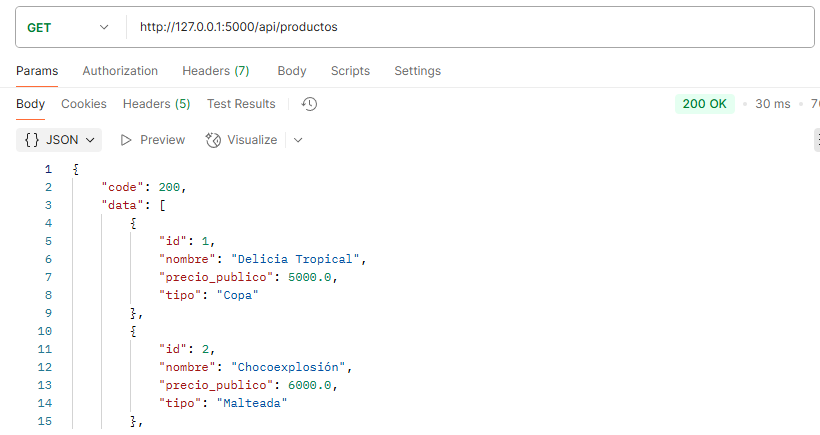 GET http://127.0.0.1:5000/api/productos
Params Authorization Headers (7) Body Scripts Settings
Body Cookies Headers (5) Test Results 200 OK • 30 ms •
{} JSON Preview Visualize
1 {
2 "code": 200,
3 "data": [
4 {
5 "id": 1,
6 "nombre": "Delicia Tropical",
7 "precio_publico": 5000.0,
8 "tipo": "Copa"
9 },
10 {
11 "id": 2,
12 "nombre": "Chocoexplosión",
13 "precio_publico": 6000.0,
14 "tipo": "Malteada"
15 },